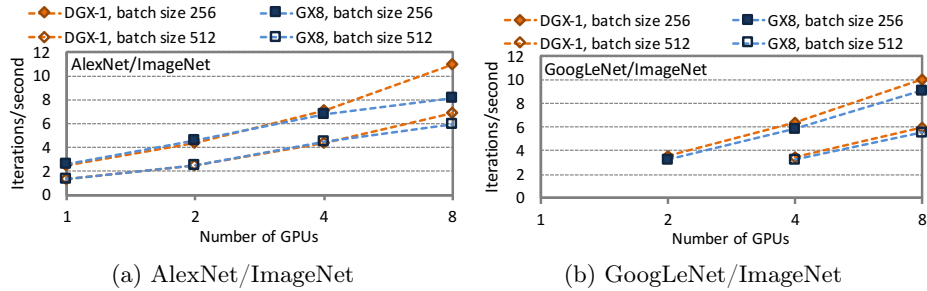 DGX-1, batch size 256
GX8, batch size 256
DGX-1, batch size 512
GX8, batch size 512
AlexNet/ImageNet
Iterations/second
12
10
8
6
4
2
0
1
2
4
8
Number of GPUs
(a) AlexNet/ImageNet
DGX-1, batch size 256
GX8, batch size 256
DGX-1, batch size 512
GX8, batch size 512
GoogLeNet/ImageNet
Iterations/second
12
10
8
6
4
2
0
1
2
4
8
Number of GPUs
(b) GoogLeNet/ImageNet